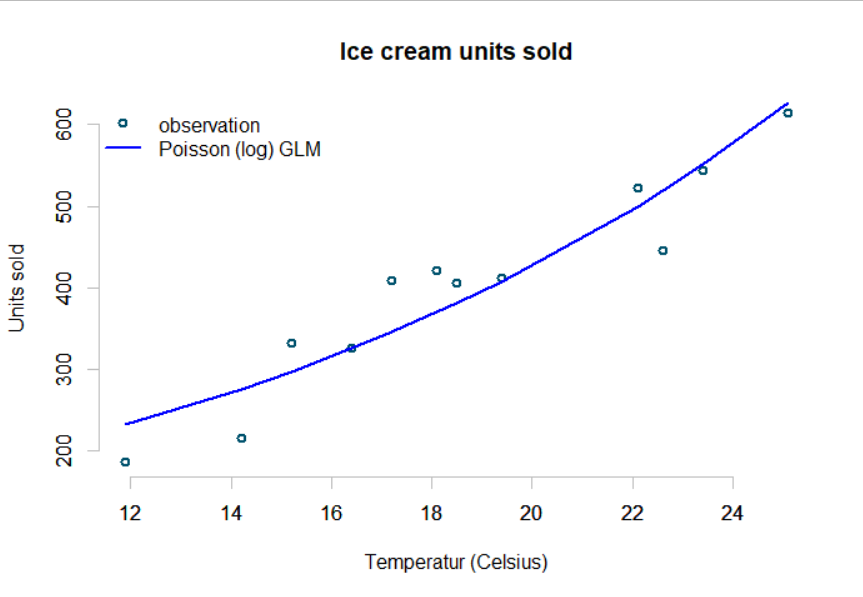 Ice cream units sold
observation
Poisson (log) GLM
600
500
400
300
200
Units sold
12 14 16 18 20 22 24
Temperatur (Celsius)